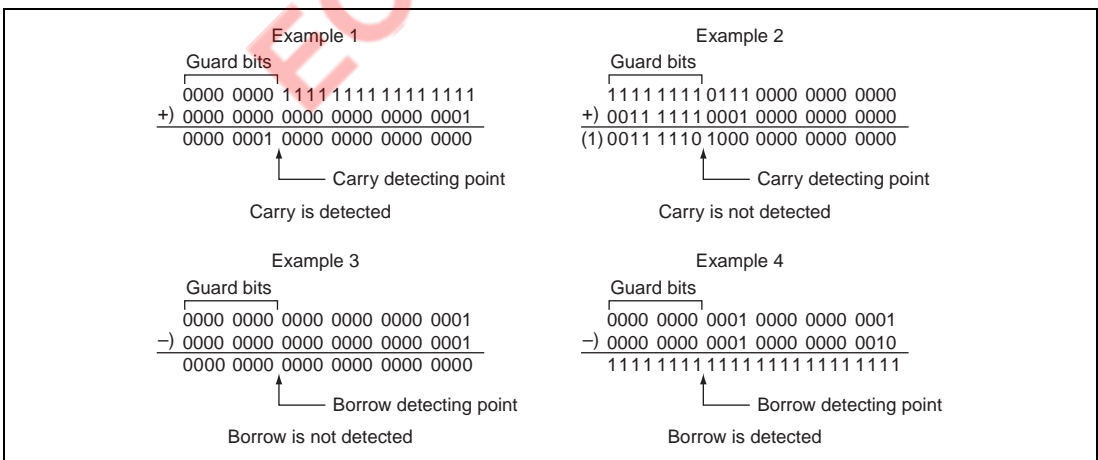 Example 1
Guard bits
0000 0000 1111 1111 1111 1111
+) 0000 0000 0000 0000 0000 0001
0000 0001 0000 0000 0000 0000
Carry detecting point
Carry is detected
Example 2
Guard bits
1111 1111 0111 0000 0000 0000
+) 0011 1111 0001 0000 0000 0000
(1) 0011 1110 1000 0000 0000 0000
Carry detecting point
Carry is not detected
Example 3
Guard bits
0000 0000 0000 0000 0000 0001
–) 0000 0000 0000 0000 0000 0001
0000 0000 0000 0000 0000 0000
Borrow detecting point
Borrow is not detected
Example 4
Guard bits
0000 0000 0001 0000 0000 0001
–) 0000 0000 0001 0000 0000 0010
1111 1111 1111 1111 1111 1111
Borrow detecting point
Borrow is detected